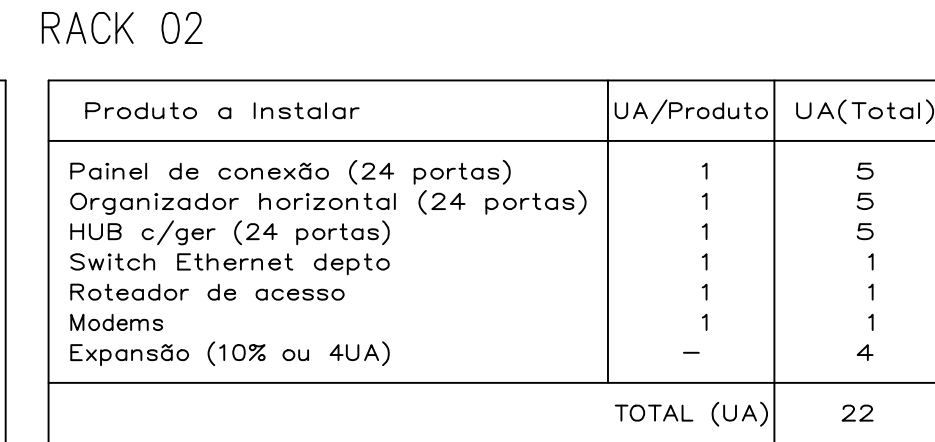 RACK 02
Produto a Instalar UA/Produto UA(Total)
Painel de conexão (24 portas) 1 5
Organizador horizontal (24 portas) 1 5
HUB c/ger (24 portas) 1 5
Switch Ethernet depto 1 1
Roteador de acesso 1 1
Modems 1 1
Expansão (10% ou 4UA) – 4
TOTAL (UA) 22